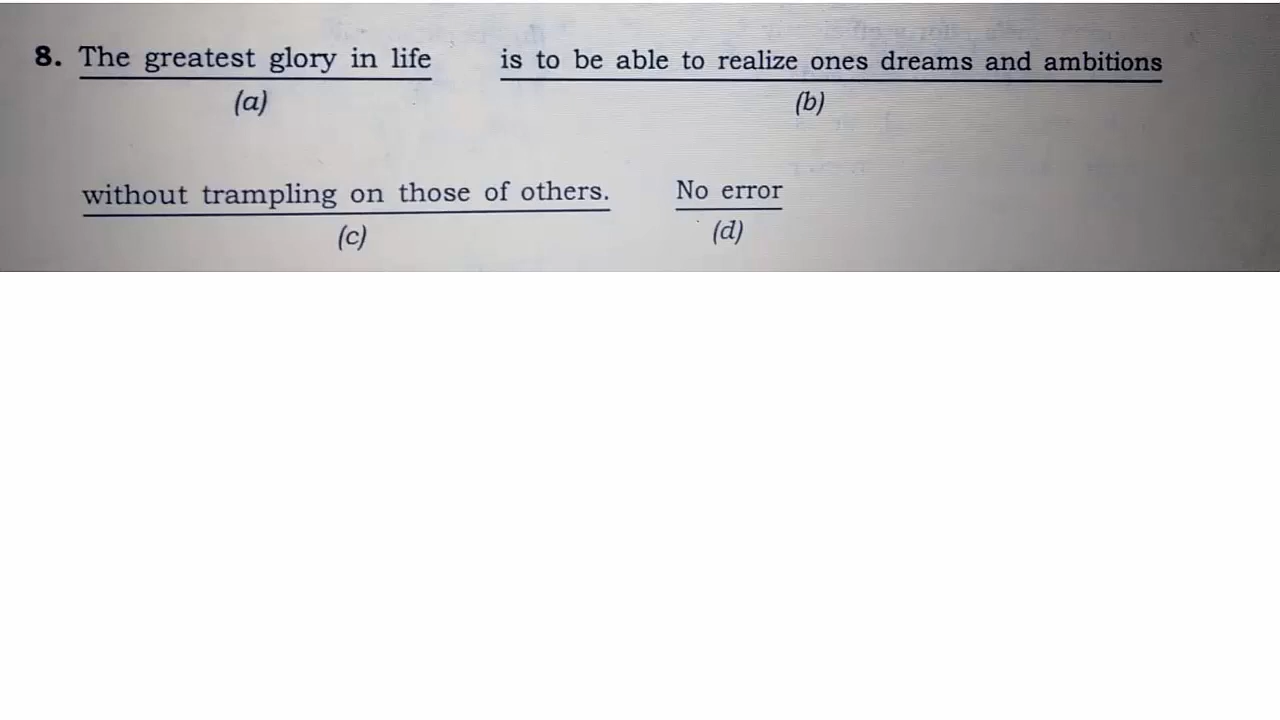 8. The greatest glory in life is to be able to realize ones dreams and ambitions
(a) (b)
without trampling on those of others. No error
(c) (d)